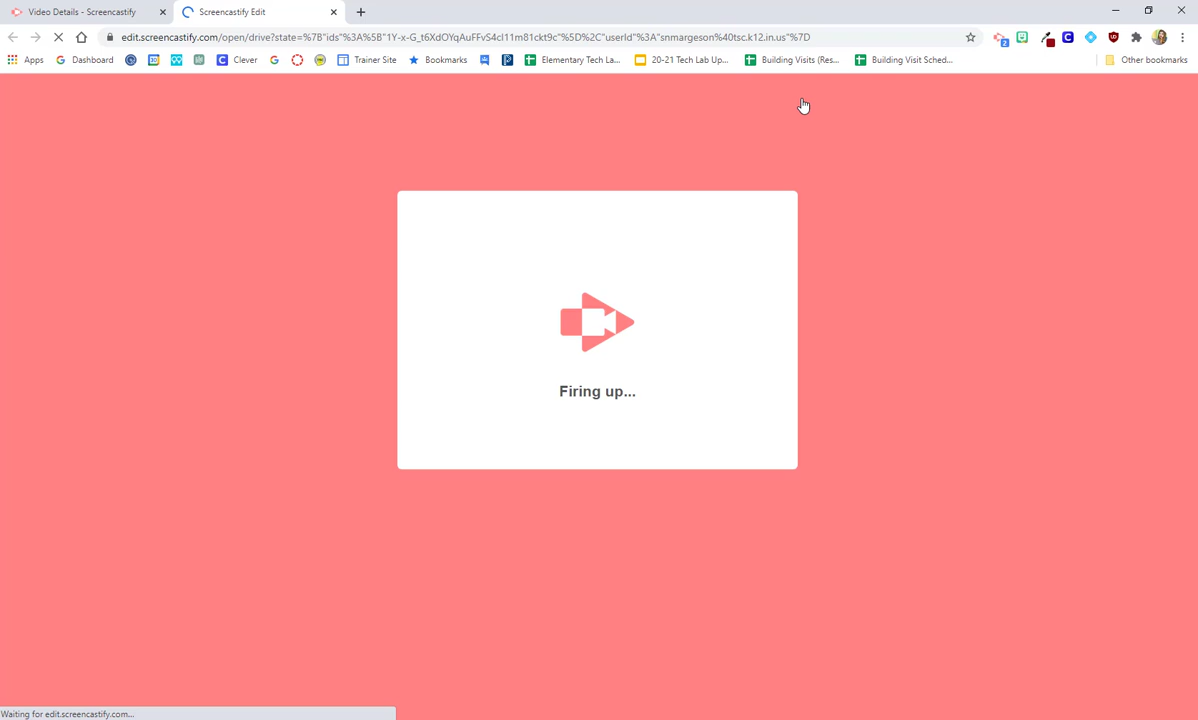 Video Details - Screencastify
Screencastify Edit
edit.screencastify.com/open/drive?state=%7B"ids"%3A%5B"1Y-x-G_t6XdOYqAuFFvS4cl11m81ckt9c"%5D%2C"userId"%3A"snmargeson%40tsc.k12.in.us"%7D
Apps Dashboard Clever Trainer Site Bookmarks Elementary Tech La... 20-21 Tech Lab Up... Building Visits (Res... Building Visit Sched... Other bookmarks
Firing up...
Waiting for edit.screencastify.com...